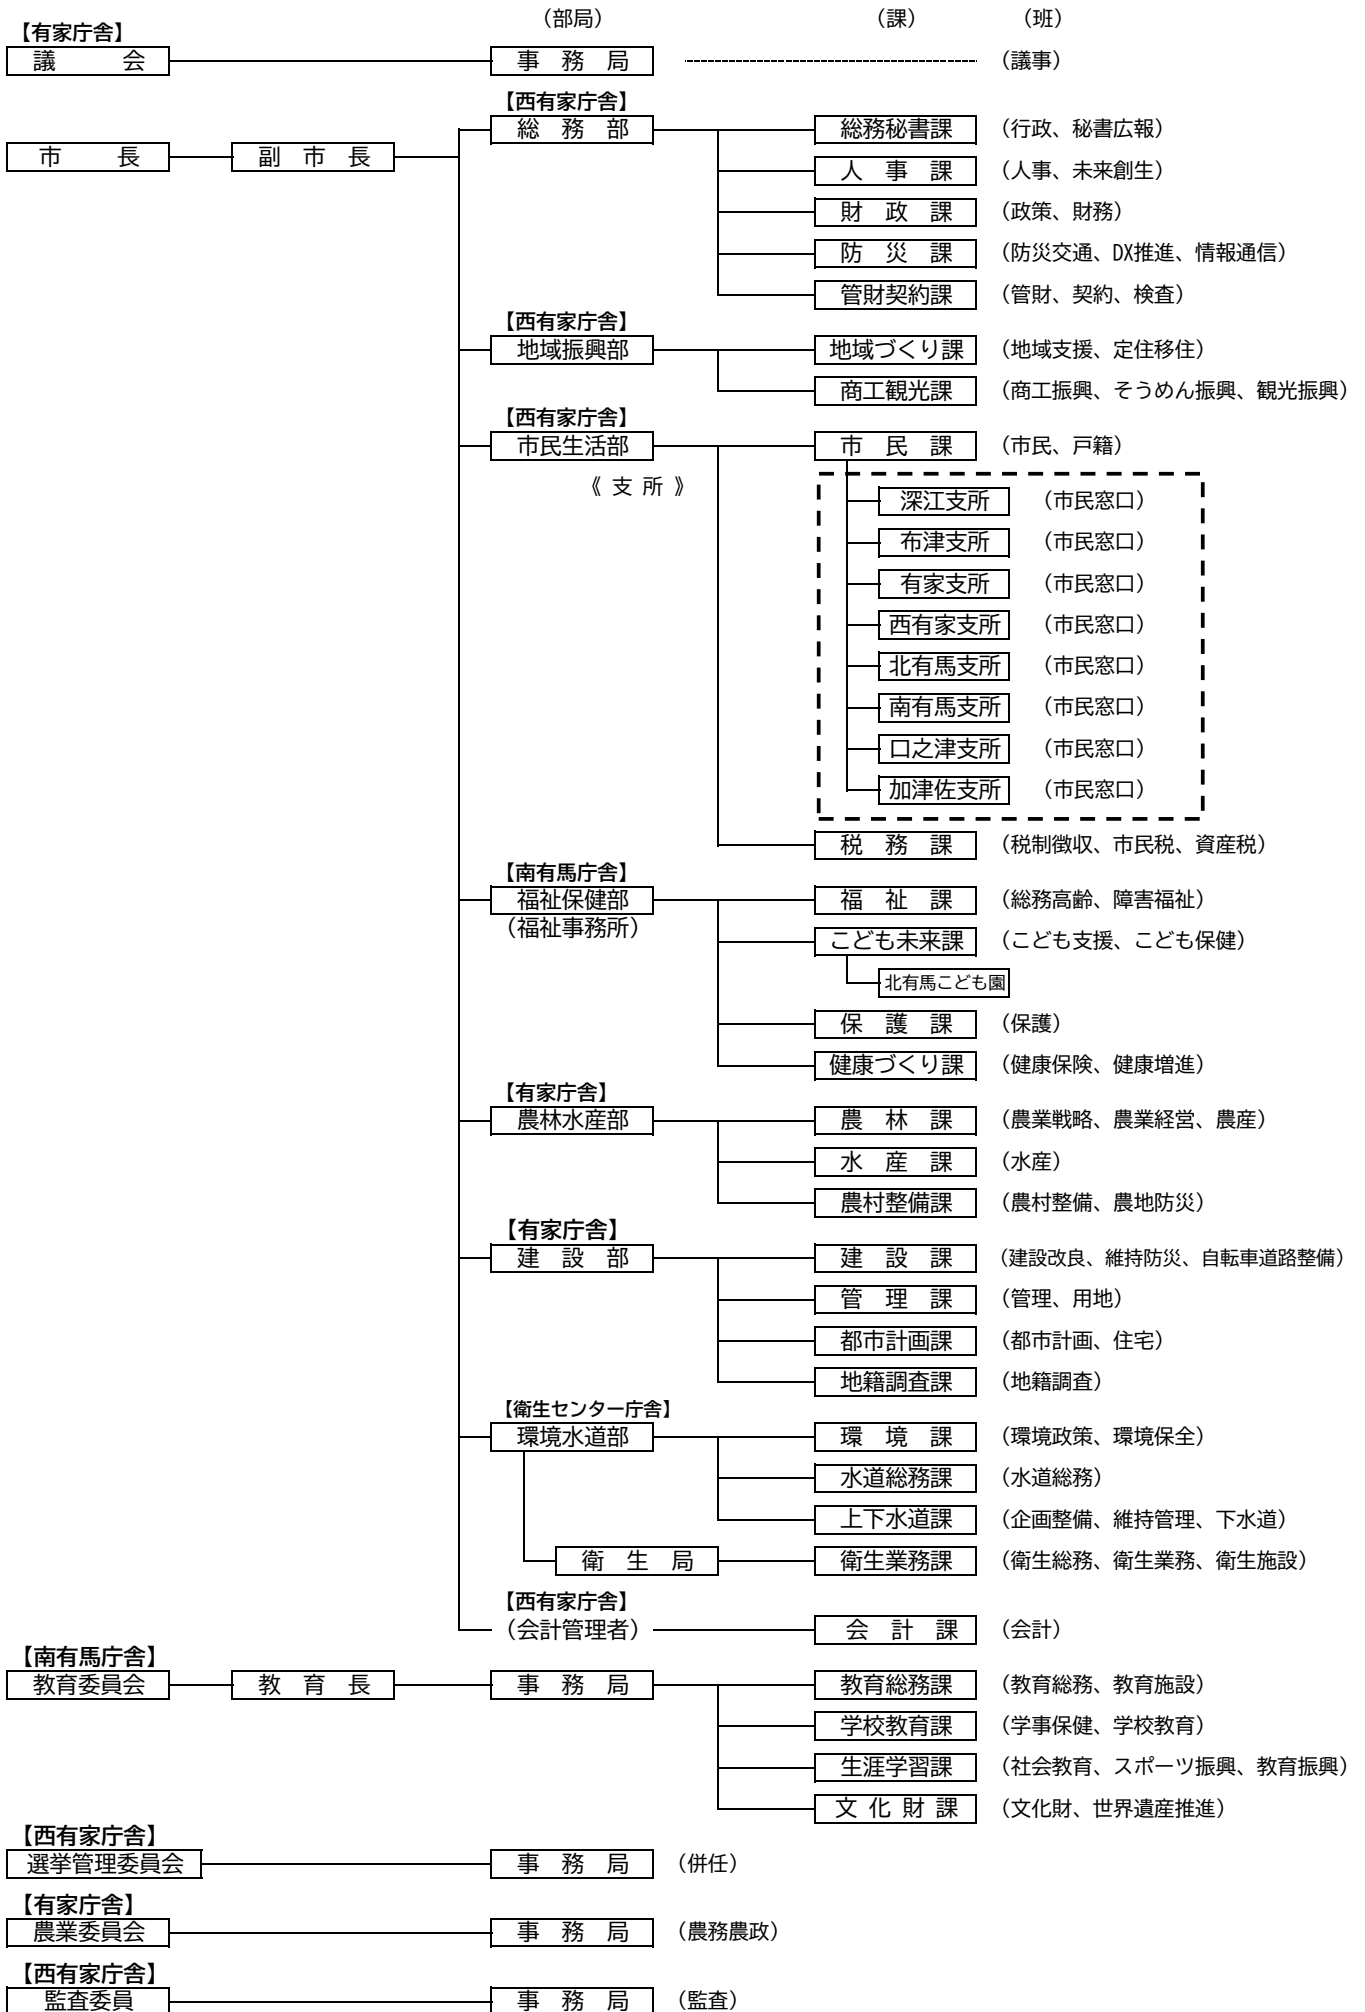 （部局） （課） （班）
【有家庁舎】
議　　会 事　務　局 （議事）
【西有家庁舎】
総　務　部 総務秘書課 （行政、秘書広報）
市　　長 副　市　長
人　事　課 （人事、未来創生）
財　政　課 （政策、財務）
防　災　課 （防災交通、DX推進、情報通信）
管財契約課 （管財、契約、検査）
【西有家庁舎】
地域振興部 地域づくり課 （地域支援、定住移住）
商工観光課 （商工振興、そうめん振興、観光振興）
【西有家庁舎】
市民生活部 市　民　課 （市民、戸籍）
《 支 所 》
深江支所 （市民窓口）
布津支所 （市民窓口）
有家支所 （市民窓口）
西有家支所 （市民窓口）
北有馬支所 （市民窓口）
南有馬支所 （市民窓口）
口之津支所 （市民窓口）
加津佐支所 （市民窓口）
税　務　課 （税制徴収、市民税、資産税）
【南有馬庁舎】
福祉保健部 福　祉　課 （総務高齢、障害福祉）
（福祉事務所）
こども未来課 （こども支援、こども保健）
北有馬こども園
保　護　課 （保護）
健康づくり課 （健康保険、健康増進）
【有家庁舎】
農林水産部 農　林　課 （農業戦略、農業経営、農産）
水　産　課 （水産）
農村整備課 （農村整備、農地防災）
【有家庁舎】
建　設　部 建　設　課 （建設改良、維持防災、自転車道路整備）
管　理　課 （管理、用地）
都市計画課 （都市計画、住宅）
地籍調査課 （地籍調査）
【衛生センター庁舎】
環境水道部 環　境　課 （環境政策、環境保全）
水道総務課 （水道総務）
上下水道課 （企画整備、維持管理、下水道）
衛　生　局 衛生業務課 （衛生総務、衛生業務、衛生施設）
【西有家庁舎】
（会計管理者） 会　計　課 （会計）
【南有馬庁舎】
教育委員会 教　育　長 事　務　局 教育総務課 （教育総務、教育施設）
学校教育課 （学事保健、学校教育）
生涯学習課 （社会教育、スポーツ振興、教育振興）
文 化 財 課 （文化財、世界遺産推進）
【西有家庁舎】
選挙管理委員会 事　務　局 （併任）
【有家庁舎】
農業委員会 事　務　局 （農務農政）
【西有家庁舎】
監査委員 事　務　局 （監査）